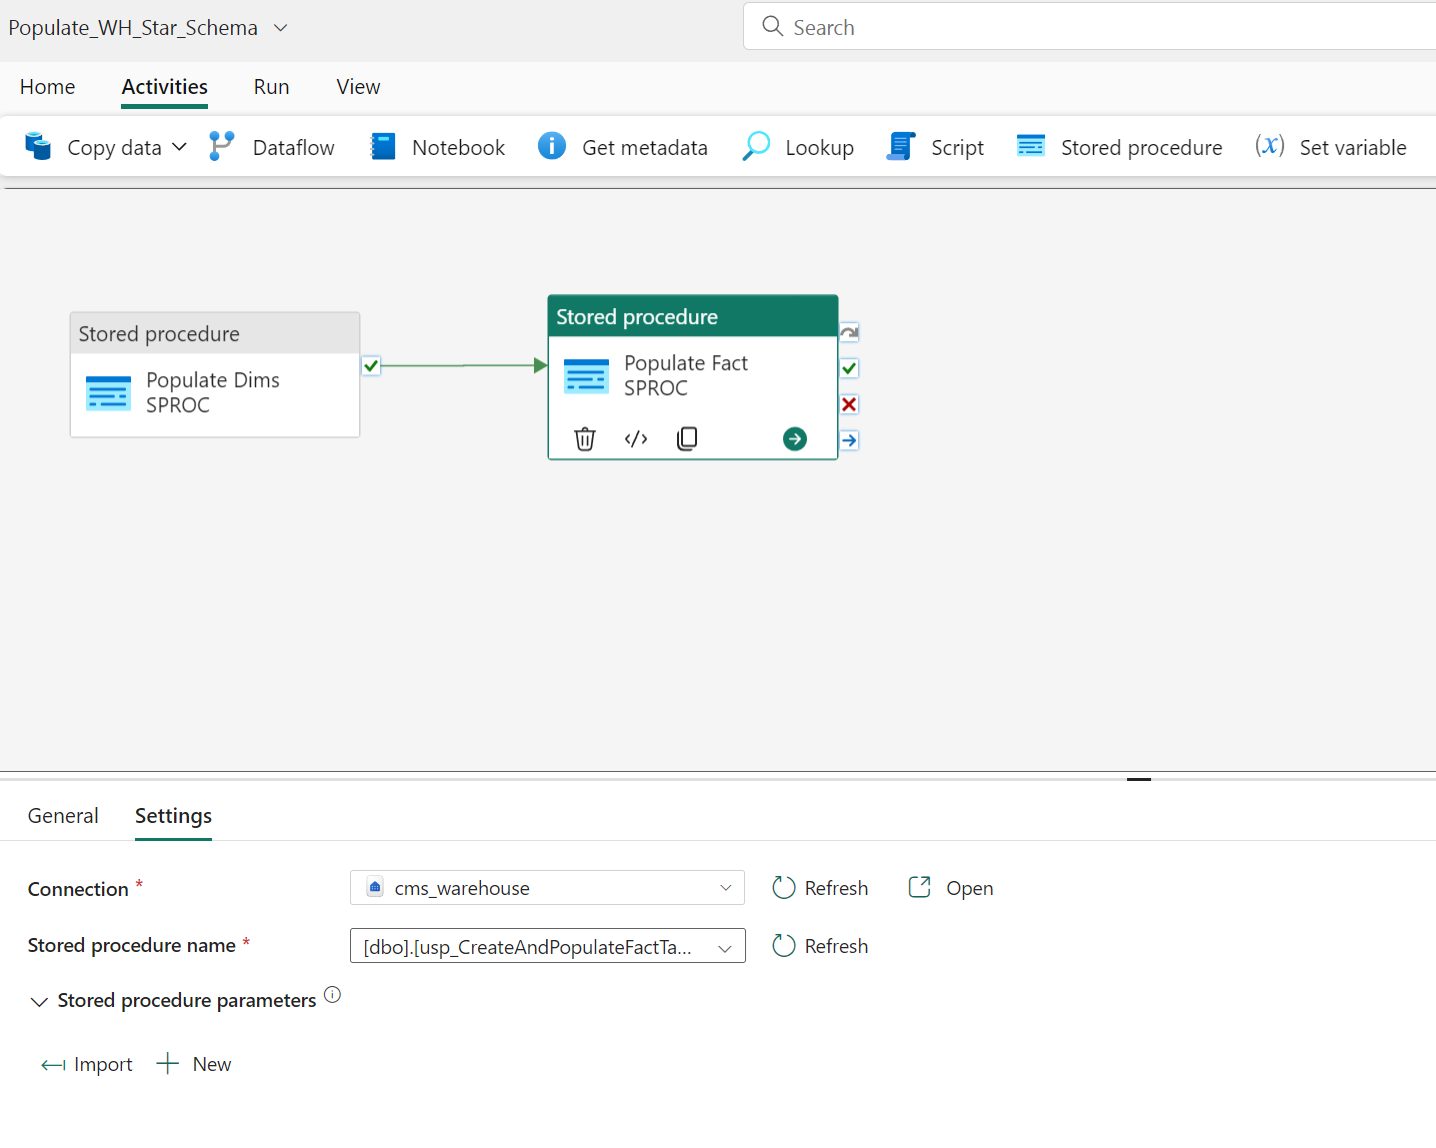 Populate_WH_Star_Schema
Search
Home Activities Run View
Copy data Dataflow Notebook Get metadata Lookup Script Stored procedure (x) Set variable
Stored procedure
Populate Dims
SPROC
Stored procedure
Populate Fact
SPROC
General Settings
Connection * cms_warehouse Refresh Open
Stored procedure name * [dbo].[usp_CreateAndPopulateFactTa... Refresh
Stored procedure parameters
Import New